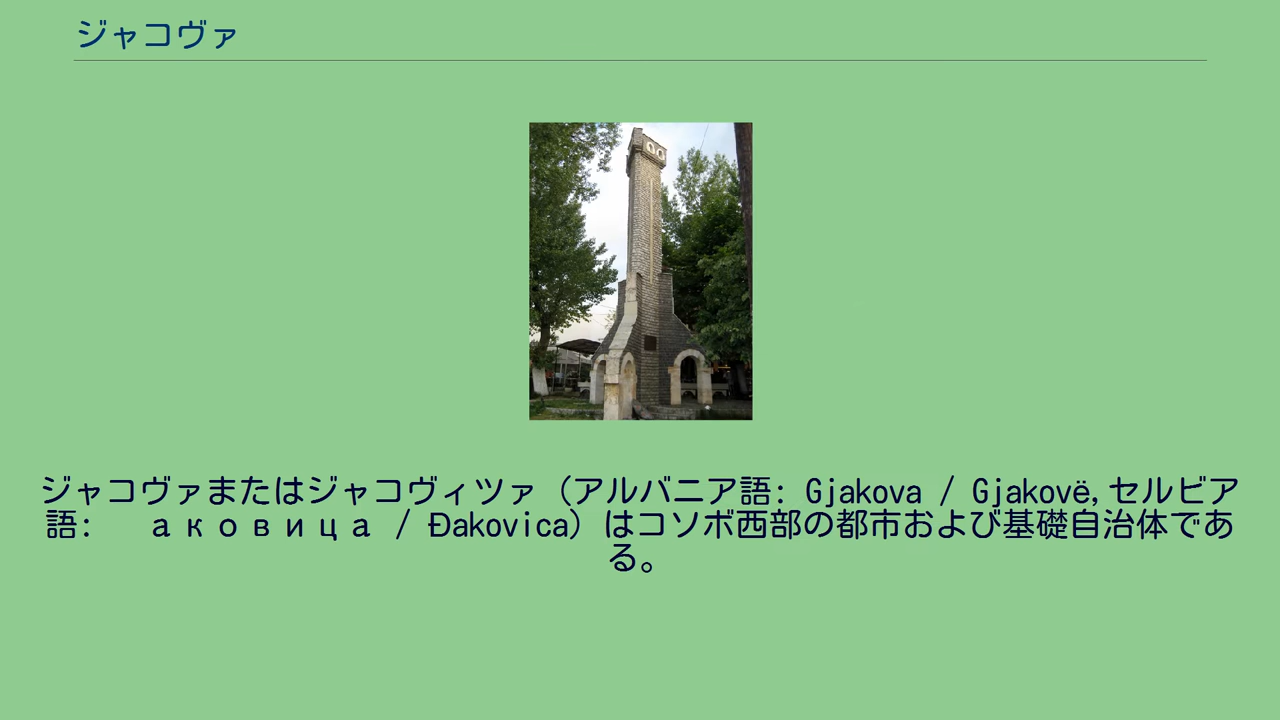 ジャコヴァ
ジャコヴァまたはジャコヴィツァ（アルバニア語: Gjakova / Gjakovë,セルビア
語:　аковица / Đakovica）はコソボ西部の都市および基礎自治体であ
る。